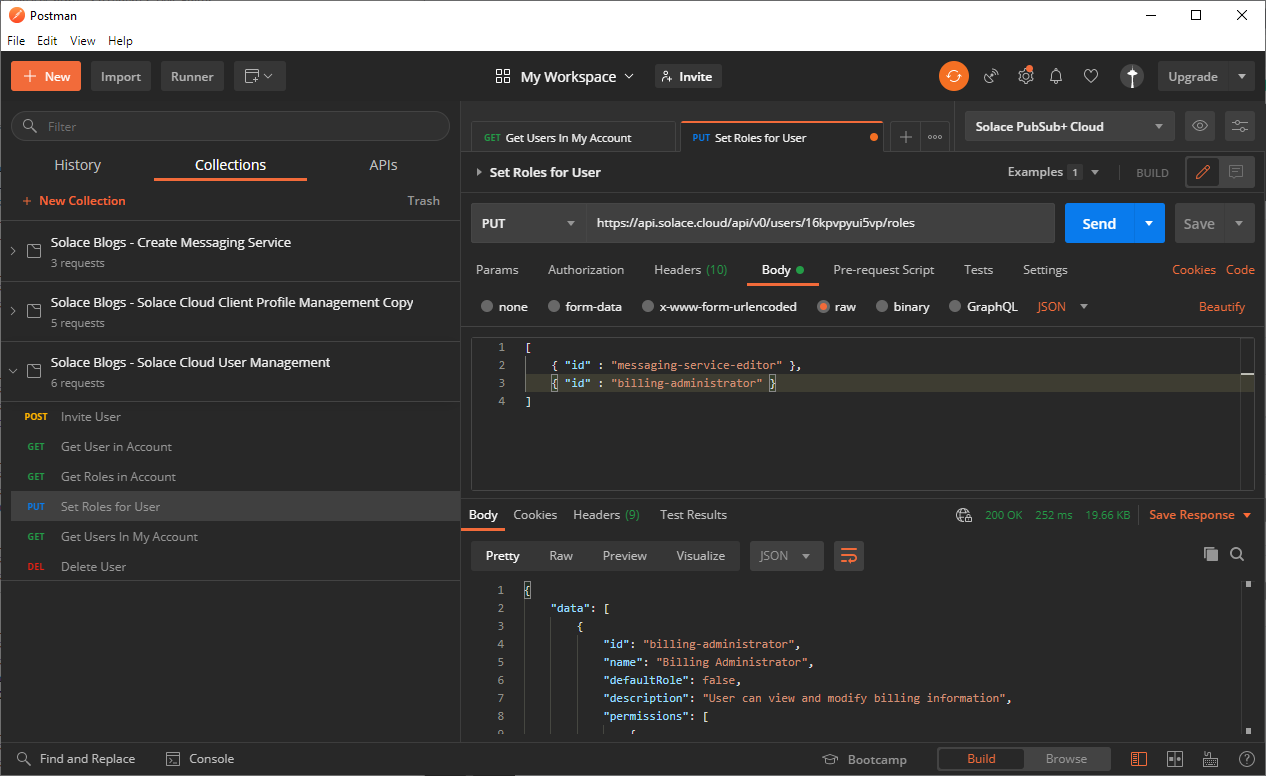 Postman
File Edit View Help
New Import Runner My Workspace Invite Upgrade
Filter
History Collections APIs
New Collection Trash
Solace Blogs - Create Messaging Service
3 requests
Solace Blogs - Solace Cloud Client Profile Management Copy
5 requests
Solace Blogs - Solace Cloud User Management
6 requests
POST Invite User
GET Get User in Account
GET Get Roles in Account
PUT Set Roles for User
GET Get Users In My Account
DEL Delete User
GET Get Users In My Account PUT Set Roles for User Solace PubSub+ Cloud
Set Roles for User Examples 1 BUILD
PUT https://api.solace.cloud/api/v0/users/16kpvpyui5vp/roles Send Save
Params Authorization Headers (10) Body Pre-request Script Tests Settings Cookies Code
none form-data x-www-form-urlencoded raw binary GraphQL JSON Beautify
1 [
2 { "id" : "messaging-service-editor" },
3 { "id" : "billing-administrator" }
4 ]
Body Cookies Headers (9) Test Results 200 OK 252 ms 19.66 KB Save Response
Pretty Raw Preview Visualize JSON
1 {
2 "data": [
3 {
4 "id": "billing-administrator",
5 "name": "Billing Administrator",
6 "defaultRole": false,
7 "description": "User can view and modify billing information",
8 "permissions": [
9 {
Find and Replace Console Bootcamp Build Browse